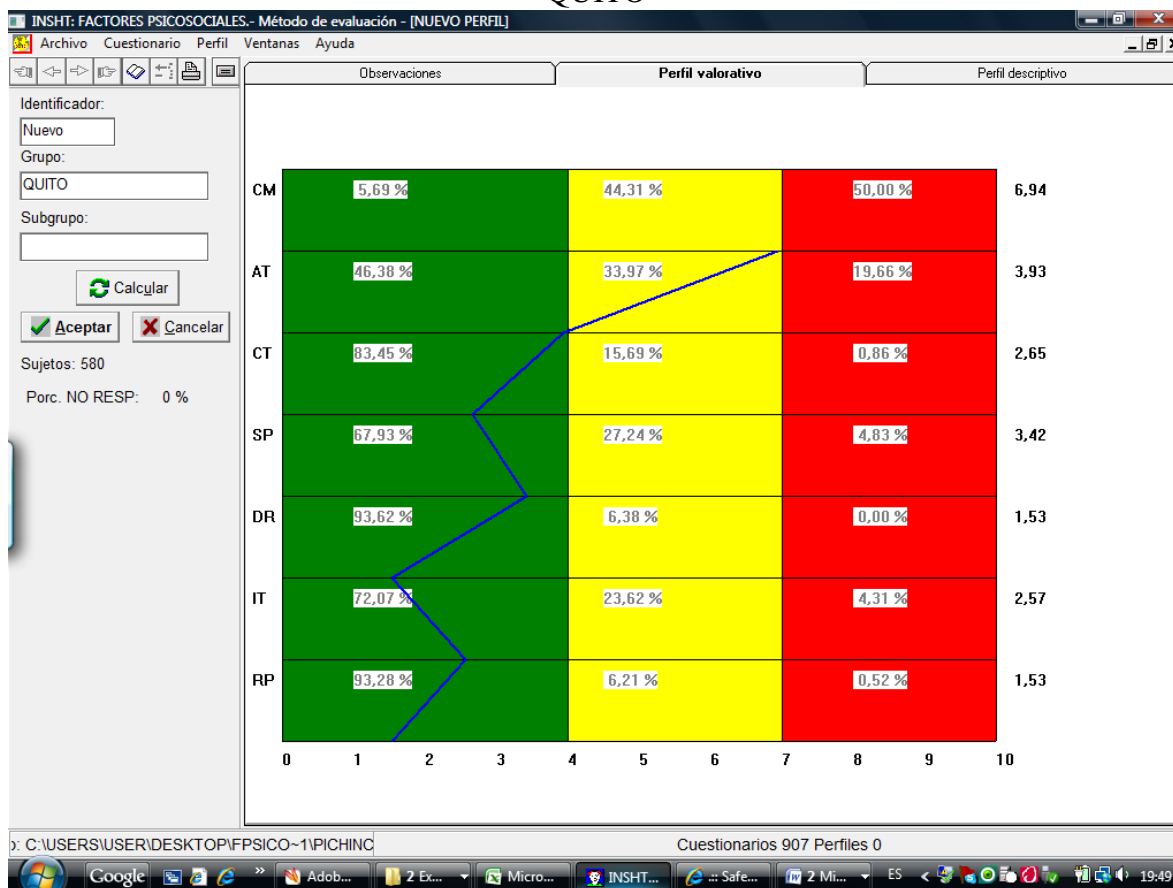 QUITO
INSHT: FACTORES PSICOSOCIALES.- Método de evaluación - [NUEVO PERFIL]
Archivo Cuestionario Perfil Ventanas Ayuda
Observaciones Perfil valorativo Perfil descriptivo
Identificador:
Nuevo
Grupo:
QUITO
Subgrupo:
Calcular
Aceptar Cancelar
Sujetos: 580
Porc. NO RESP: 0 %
CM 5,69 % 44,31 % 50,00 % 6,94
AT 46,38 % 33,97 % 19,66 % 3,93
CT 83,45 % 15,69 % 0,86 % 2,65
SP 67,93 % 27,24 % 4,83 % 3,42
DR 93,62 % 6,38 % 0,00 % 1,53
IT 72,07 % 23,62 % 4,31 % 2,57
RP 93,28 % 6,21 % 0,52 % 1,53
0 1 2 3 4 5 6 7 8 9 10
o: C:\USERS\USER\DESKTOP\FPSICO~1\PICHINC Cuestionarios 907 Perfiles 0
Google » Adob... 2 Ex... Micro... INSHT... .:: Safe... 2 Mi... ES < 19:49